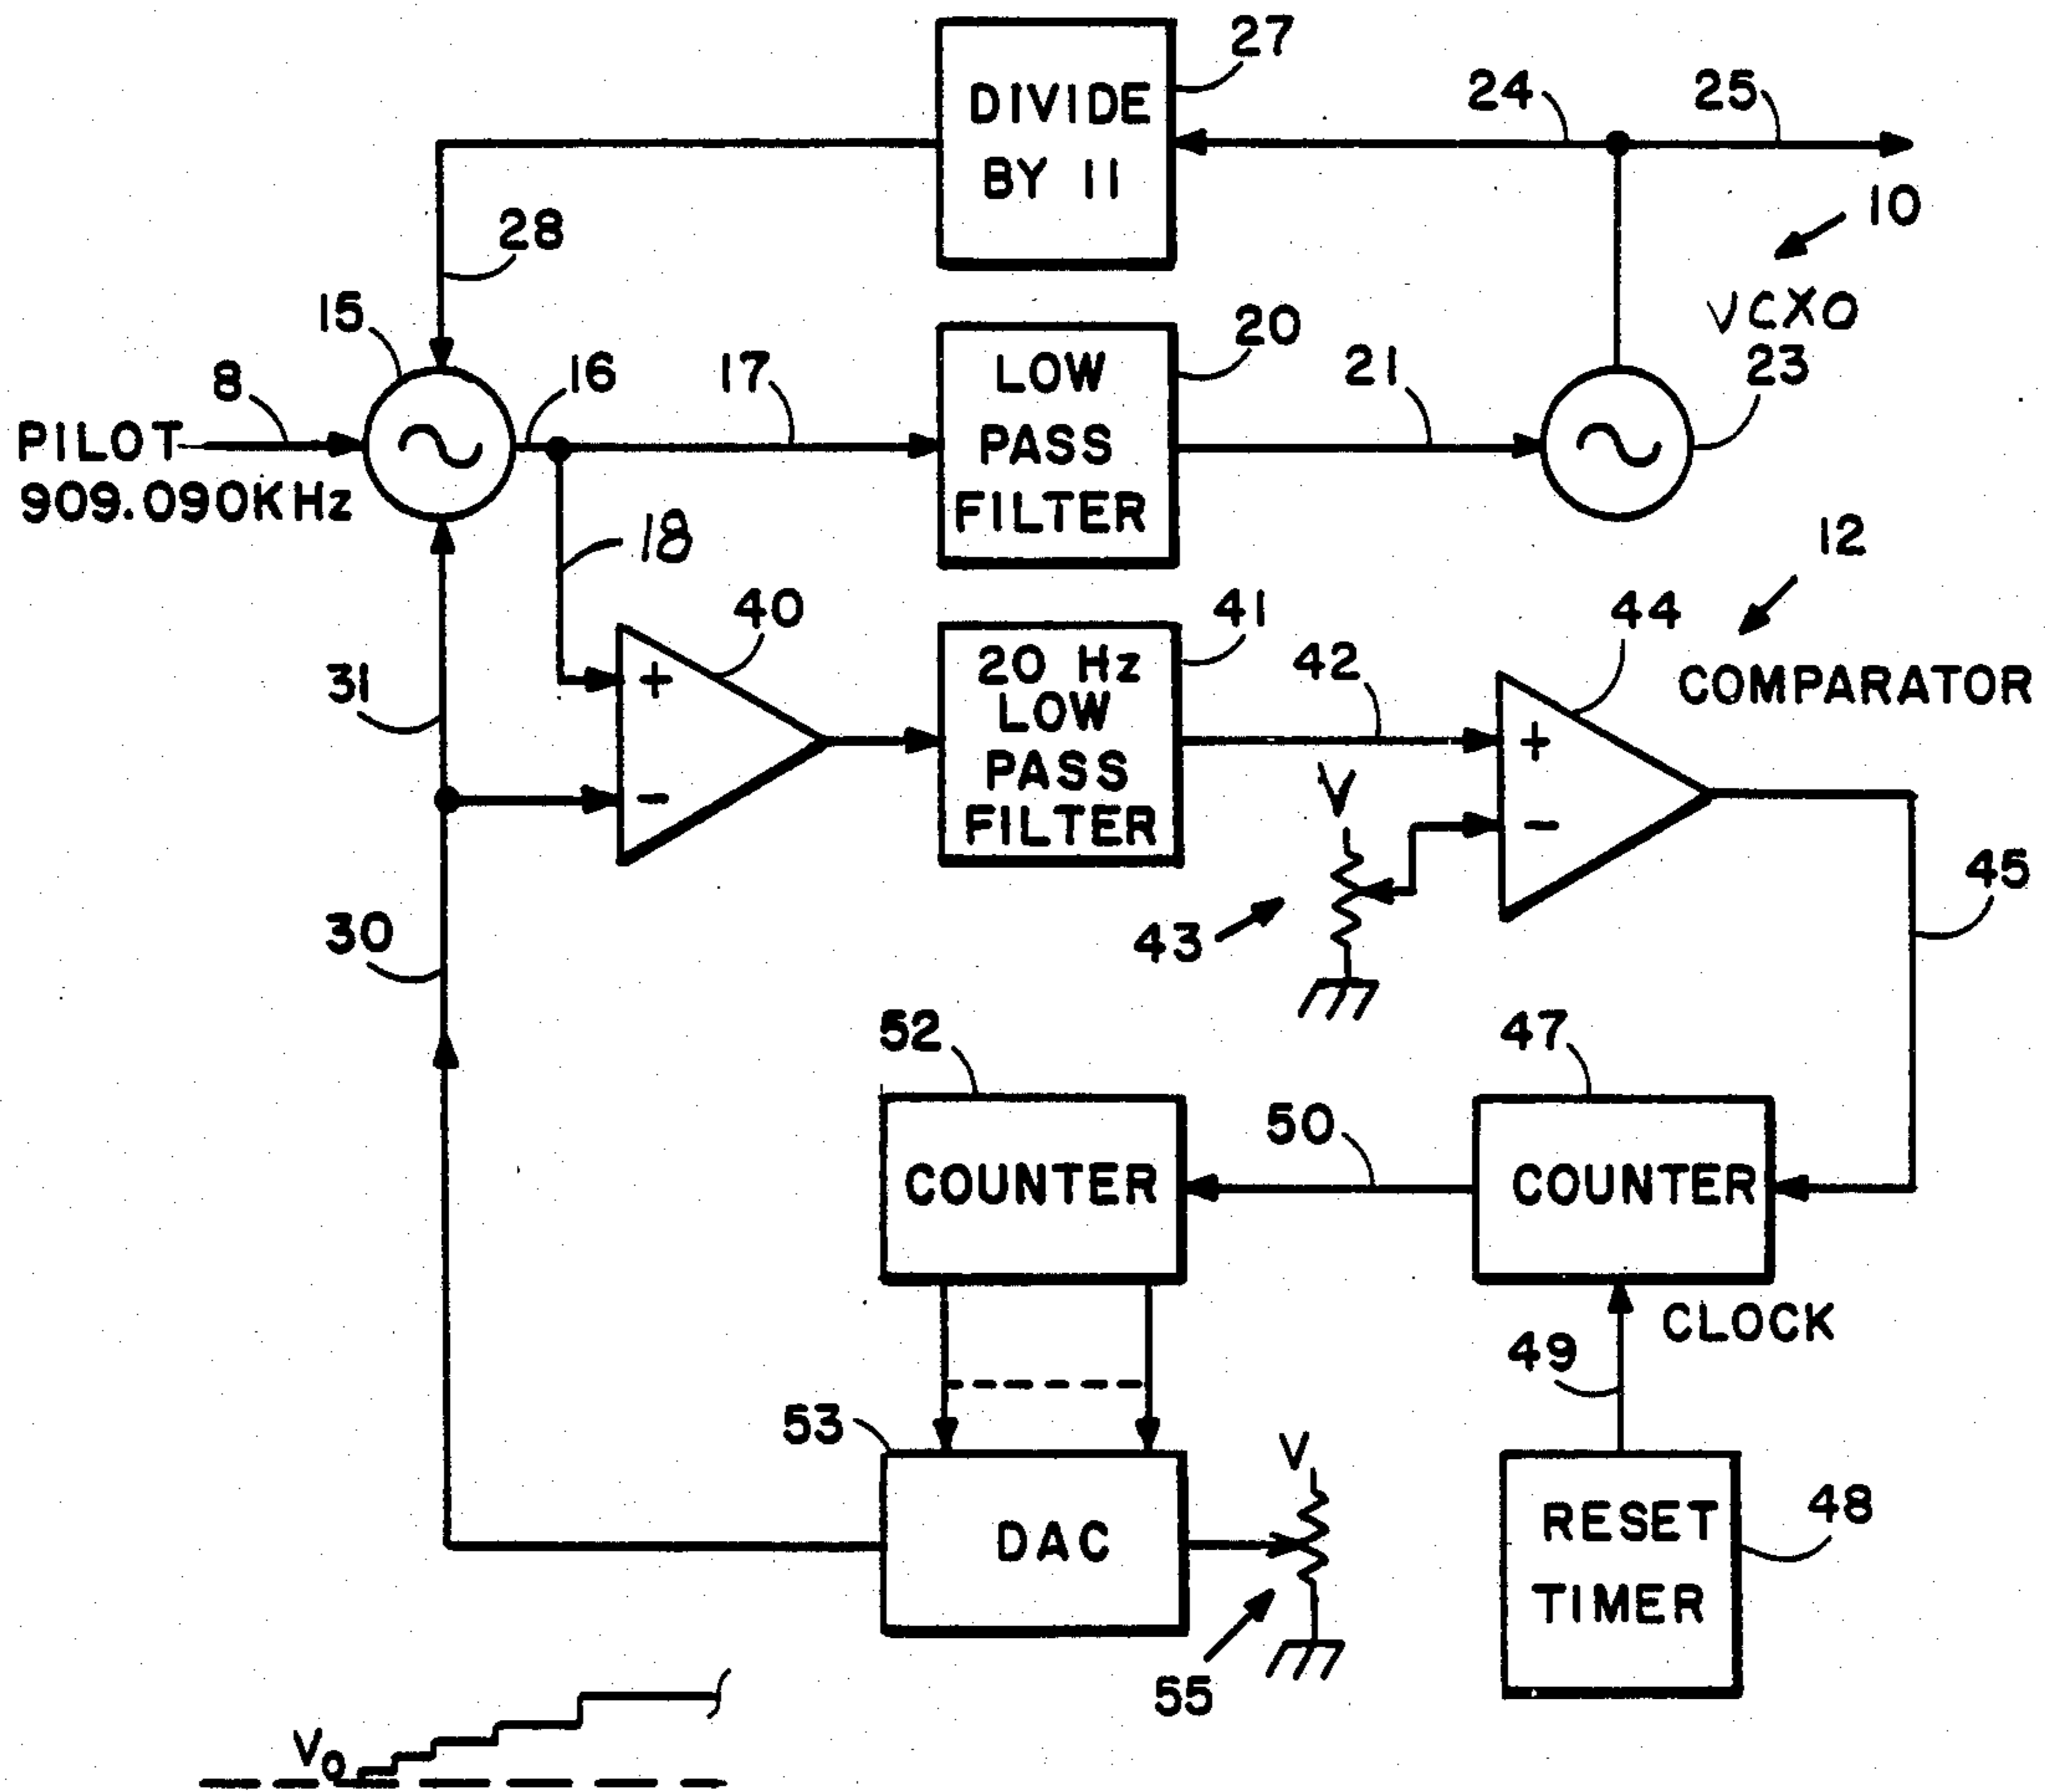 27
DIVIDE
BY 11
24
25
10
28
15
8
PILOT
909.090KHz
16
17
LOW
PASS
FILTER
20
21
VCXO
23
12
18
40
20 Hz
LOW
PASS
FILTER
41
42
44
COMPARATOR
+
-
+
-
V
43
31
30
45
52
COUNTER
50
47
COUNTER
CLOCK
49
53
DAC
V
55
RESET
TIMER
48
V0